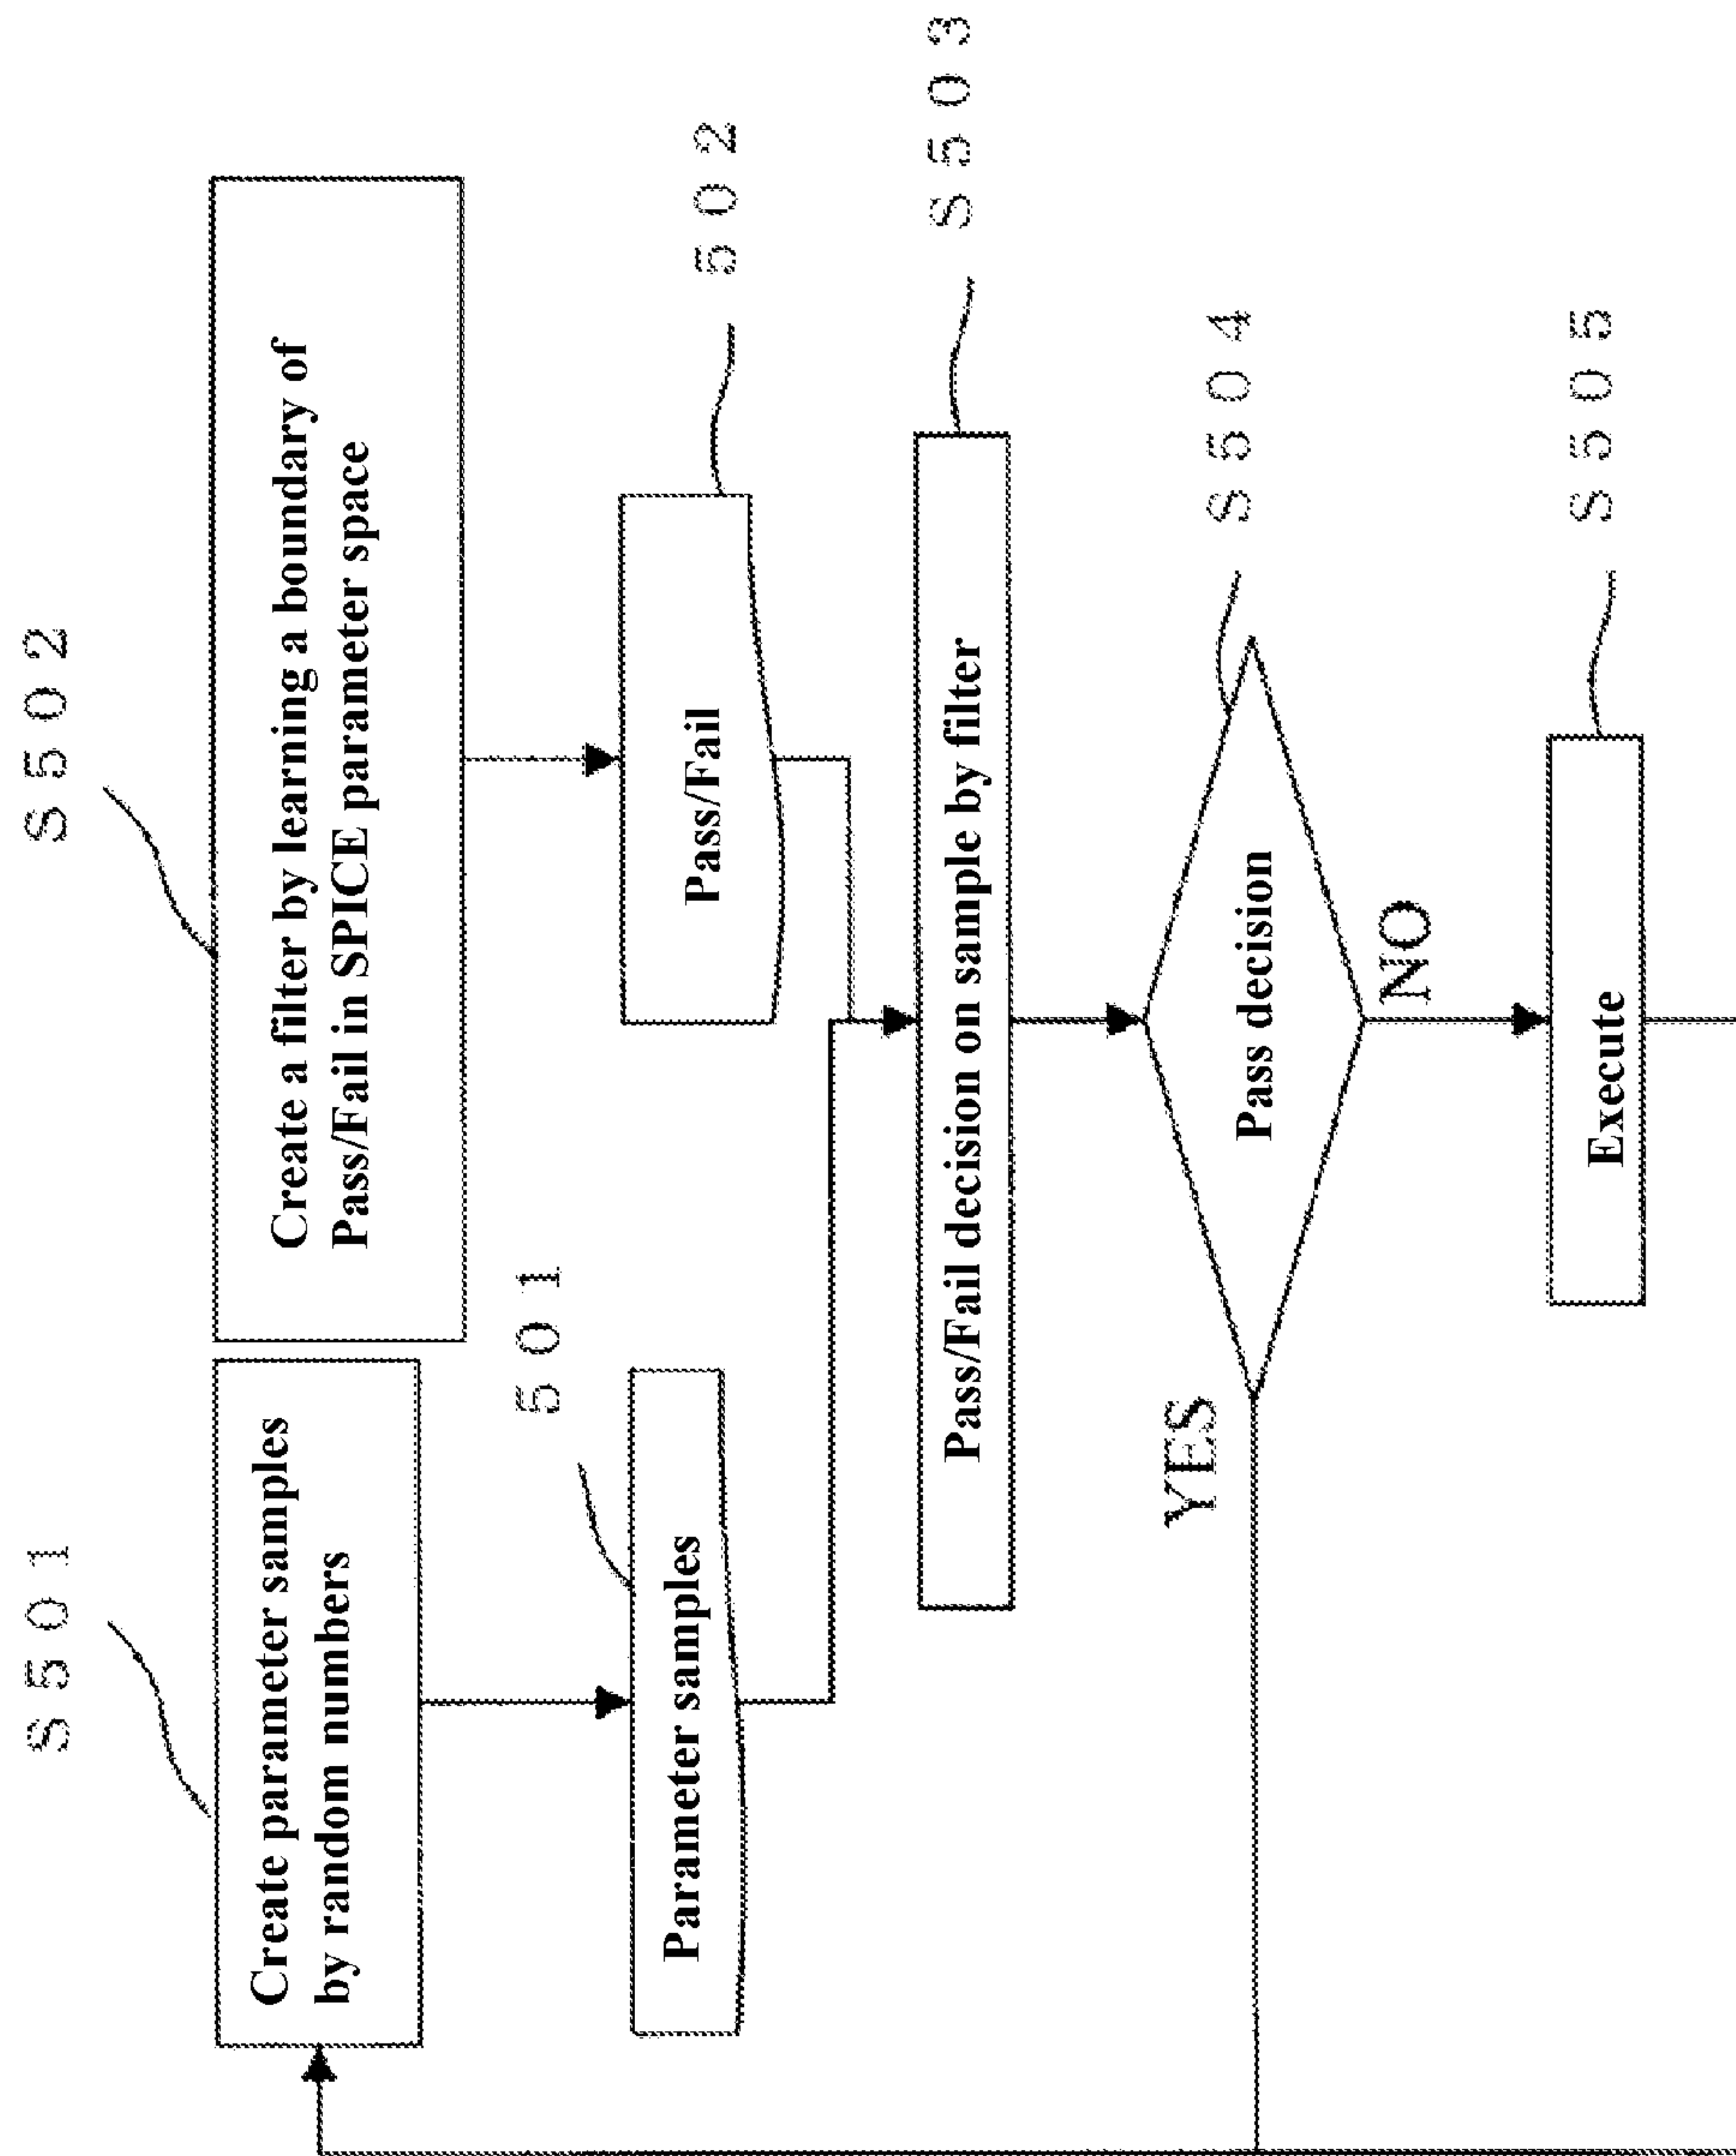 S501
Create parameter samples
by random numbers
S502
Create a filter by learning a boundary of
Pass/Fail in SPICE parameter space
501
Parameter samples
502
Pass/Fail
S503
Pass/Fail decision on sample by filter
S504
Pass decision
YES
NO
S505
Execute